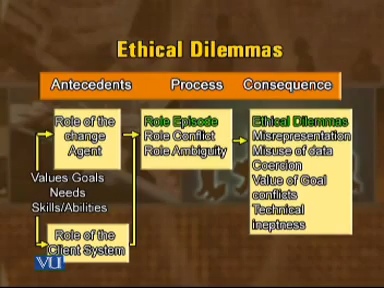 Ethical Dilemmas
Antecedents Process Consequence
Role of the
change
Agent
Values Goals
Needs
Skills/Abilities
Role of the
Client System
Role Episode
Role Conflict
Role Ambiguity
Ethical Dilemmas
Misrepresentation
Misuse of data
Coercion
Value of Goal
conflicts
Technical
ineptness
VU